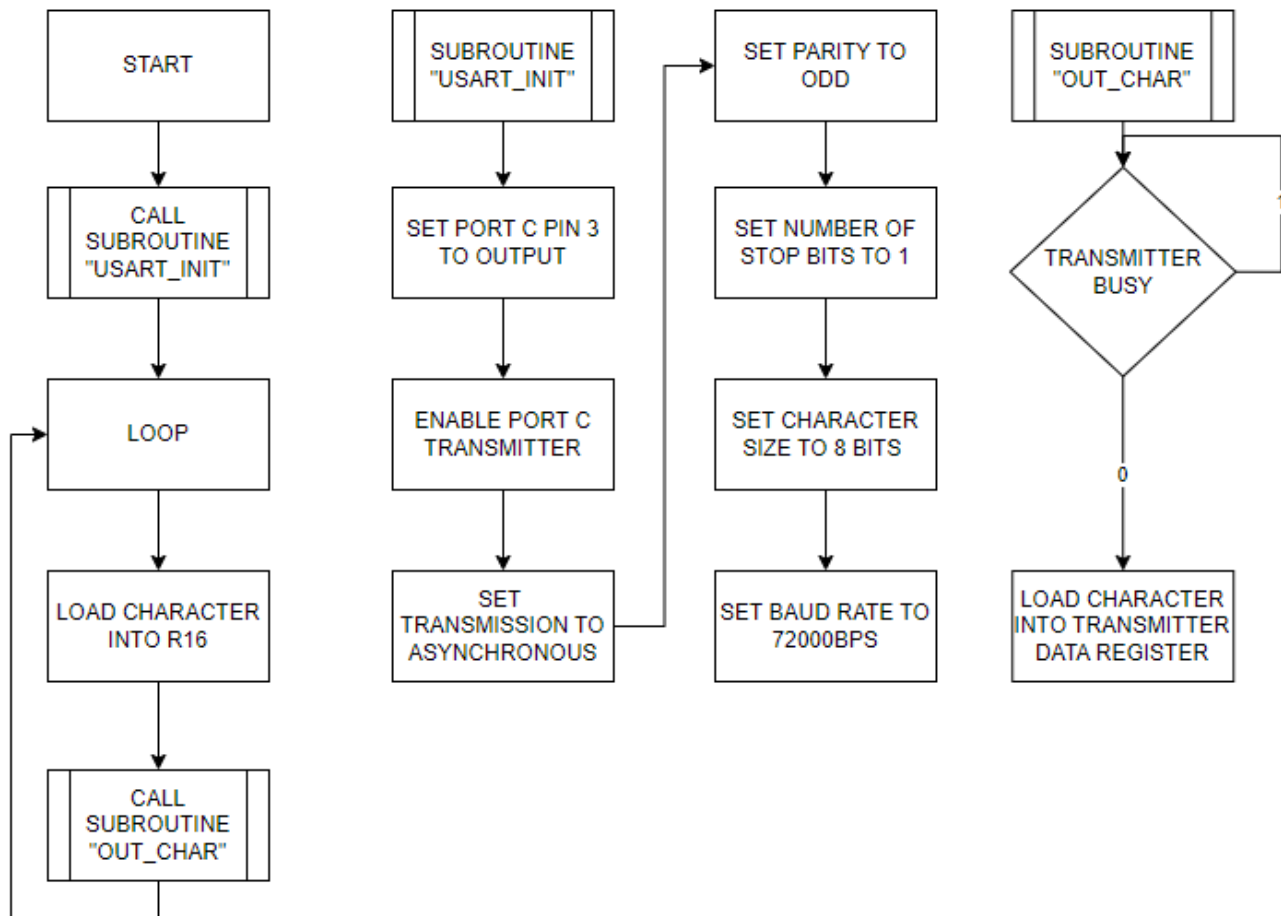 START
CALL
SUBROUTINE
"USART_INIT"
LOOP
LOAD CHARACTER
INTO R16
CALL
SUBROUTINE
"OUT_CHAR"
SUBROUTINE
"USART_INIT"
SET PORT C PIN 3
TO OUTPUT
ENABLE PORT C
TRANSMITTER
SET
TRANSMISSION TO
ASYNCHRONOUS
SET PARITY TO
ODD
SET NUMBER OF
STOP BITS TO 1
SET CHARACTER
SIZE TO 8 BITS
SET BAUD RATE TO
72000BPS
SUBROUTINE
"OUT_CHAR"
TRANSMITTER
BUSY
1
0
LOAD CHARACTER
INTO TRANSMITTER
DATA REGISTER